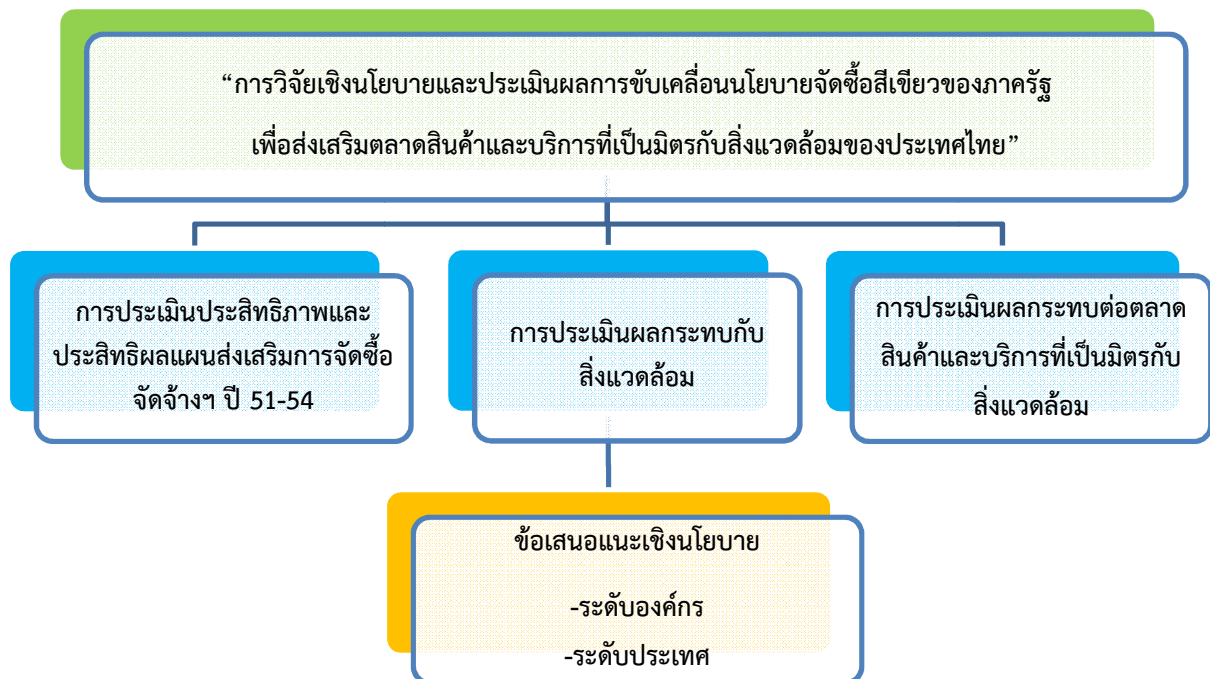 “การวิจัยเชิงนโยบายและประเมินผลการขับเคลื่อนนโยบายจัดซื้อสีเขียวของภาครัฐ
เพื่อส่งเสริมตลาดสินค้าและบริการที่เป็นมิตรกับสิ่งแวดล้อมของประเทศไทย”
การประเมินประสิทธิภาพและ
ประสิทธิผลแผนส่งเสริมการจัดซื้อ
จัดจ้างฯ ปี 51-54
การประเมินผลกระทบกับ
สิ่งแวดล้อม
การประเมินผลกระทบต่อตลาด
สินค้าและบริการที่เป็นมิตรกับ
สิ่งแวดล้อม
ข้อเสนอแนะเชิงนโยบาย
-ระดับองค์กร
-ระดับประเทศ